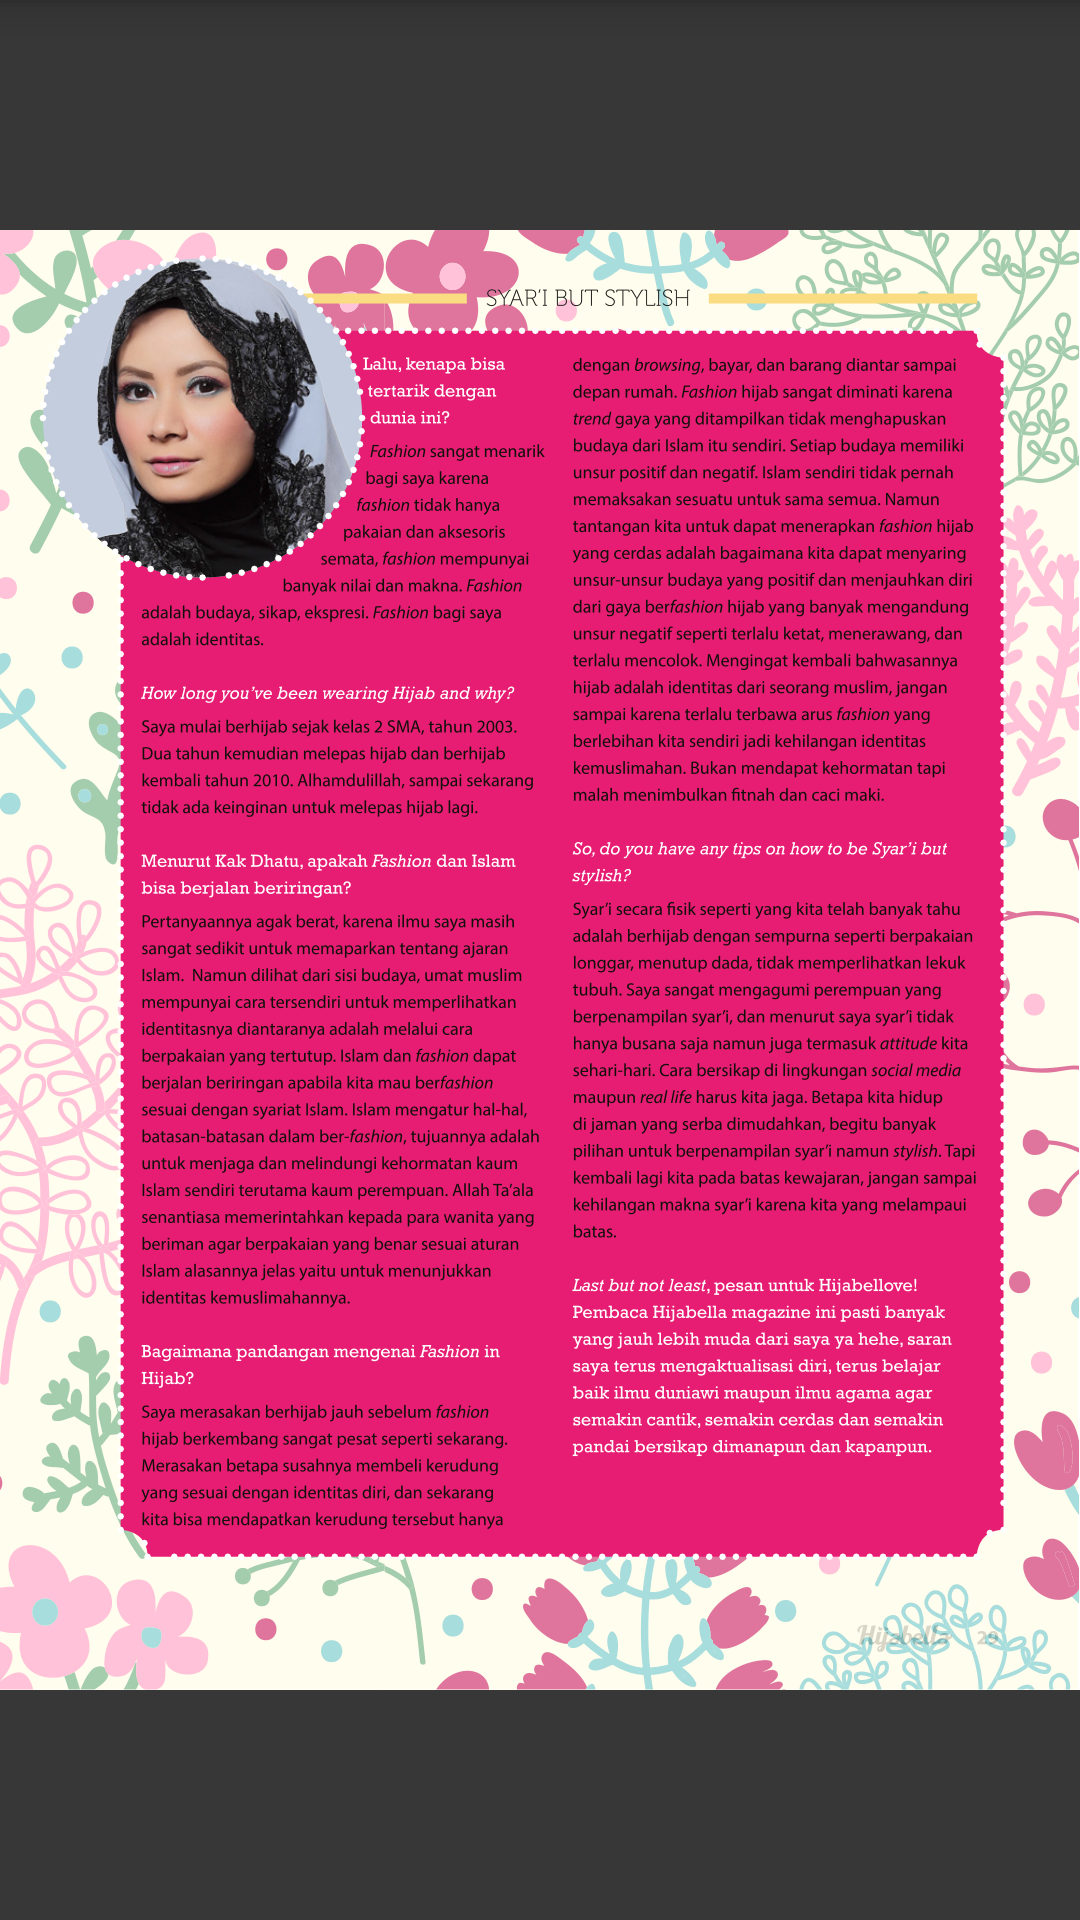 SYAR'I BUT STYLISH
Lalu, kenapa bisa
tertarik dengan
dunia ini?
Fashion sangat menarik
bagi saya karena
fashion tidak hanya
pakaian dan aksesoris
semata, fashion mempunyai
banyak nilai dan makna. Fashion
adalah budaya, sikap, ekspresi. Fashion bagi saya
adalah identitas.
How long you've been wearing Hijab and why?
Saya mulai berhijab sejak kelas 2 SMA, tahun 2003.
Dua tahun kemudian melepas hijab dan berhijab
kembali tahun 2010. Alhamdulillah, sampai sekarang
tidak ada keinginan untuk melepas hijab lagi.
Menurut Kak Dhatu, apakah Fashion dan Islam
bisa berjalan beriringan?
Pertanyaannya agak berat, karena ilmu saya masih
sangat sedikit untuk memaparkan tentang ajaran
Islam.  Namun dilihat dari sisi budaya, umat muslim
mempunyai cara tersendiri untuk memperlihatkan
identitasnya diantaranya adalah melalui cara
berpakaian yang tertutup. Islam dan fashion dapat
berjalan beriringan apabila kita mau berfashion
sesuai dengan syariat Islam. Islam mengatur hal-hal,
batasan-batasan dalam ber-fashion, tujuannya adalah
untuk menjaga dan melindungi kehormatan kaum
Islam sendiri terutama kaum perempuan. Allah Ta'ala
senantiasa memerintahkan kepada para wanita yang
beriman agar berpakaian yang benar sesuai aturan
Islam alasannya jelas yaitu untuk menunjukkan
identitas kemuslimahannya.
Bagaimana pandangan mengenai Fashion in
Hijab?
Saya merasakan berhijab jauh sebelum fashion
hijab berkembang sangat pesat seperti sekarang.
Merasakan betapa susahnya membeli kerudung
yang sesuai dengan identitas diri, dan sekarang
kita bisa mendapatkan kerudung tersebut hanya
dengan browsing, bayar, dan barang diantar sampai
depan rumah. Fashion hijab sangat diminati karena
trend gaya yang ditampilkan tidak menghapuskan
budaya dari Islam itu sendiri. Setiap budaya memiliki
unsur positif dan negatif. Islam sendiri tidak pernah
memaksakan sesuatu untuk sama semua. Namun
tantangan kita untuk dapat menerapkan fashion hijab
yang cerdas adalah bagaimana kita dapat menyaring
unsur-unsur budaya yang positif dan menjauhkan diri
dari gaya berfashion hijab yang banyak mengandung
unsur negatif seperti terlalu ketat, menerawang, dan
terlalu mencolok. Mengingat kembali bahwasannya
hijab adalah identitas dari seorang muslim, jangan
sampai karena terlalu terbawa arus fashion yang
berlebihan kita sendiri jadi kehilangan identitas
kemuslimahan. Bukan mendapat kehormatan tapi
malah menimbulkan fitnah dan caci maki.
So, do you have any tips on how to be Syar'i but
stylish?
Syar'i secara fisik seperti yang kita telah banyak tahu
adalah berhijab dengan sempurna seperti berpakaian
longgar, menutup dada, tidak memperlihatkan lekuk
tubuh. Saya sangat mengagumi perempuan yang
berpenampilan syar'i, dan menurut saya syar'i tidak
hanya busana saja namun juga termasuk attitude kita
sehari-hari. Cara bersikap di lingkungan social media
maupun real life harus kita jaga. Betapa kita hidup
di jaman yang serba dimudahkan, begitu banyak
pilihan untuk berpenampilan syar'i namun stylish. Tapi
kembali lagi kita pada batas kewajaran, jangan sampai
kehilangan makna syar'i karena kita yang melampaui
batas.
Last but not least, pesan untuk Hijabellove!
Pembaca Hijabella magazine ini pasti banyak
yang jauh lebih muda dari saya ya hehe, saran
saya terus mengaktualisasi diri, terus belajar
baik ilmu duniawi maupun ilmu agama agar
semakin cantik, semakin cerdas dan semakin
pandai bersikap dimanapun dan kapanpun.
Hijabella 29